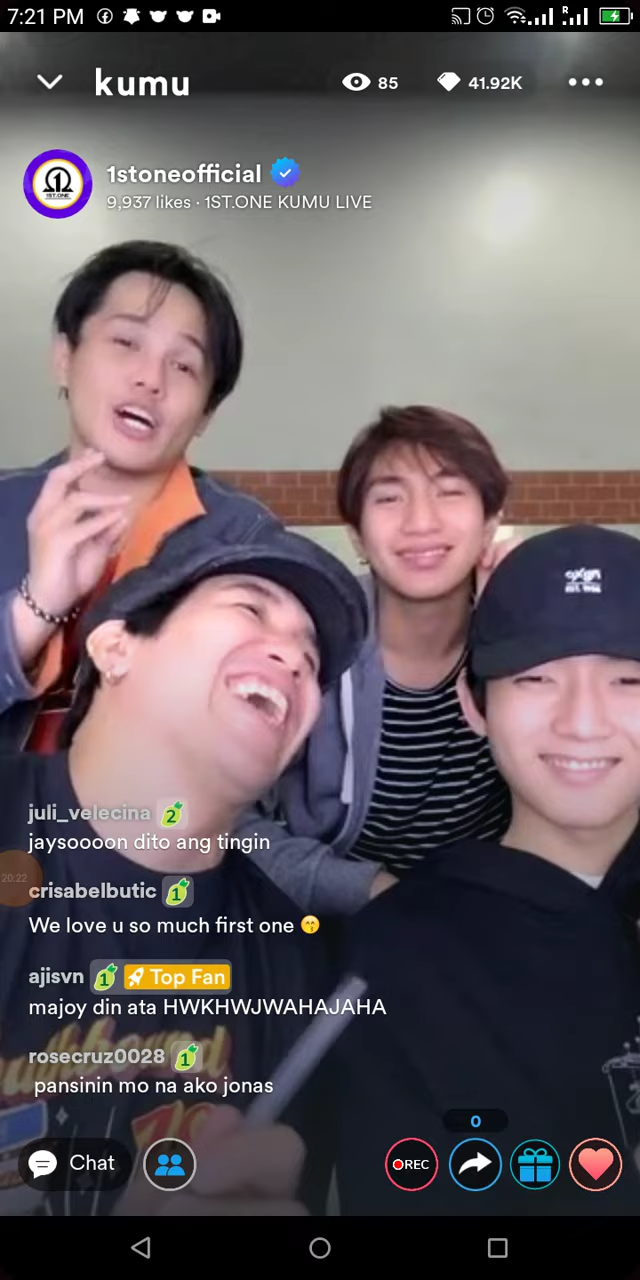 7:21 PM
R
kumu
85
41.92K
1stoneofficial
1ST.ONE
9,937 likes · 1ST.ONE KUMU LIVE
juli_velecina 2
jaysoooon dito ang tingin
20:22
crisabelbutic 1
We love u so much first one 😙
ajisvn 1 Top Fan
majoy din ata HWKHWJWAHAJAHA
rosecruz0028 1
pansinin mo na ako jonas
0
Chat
REC